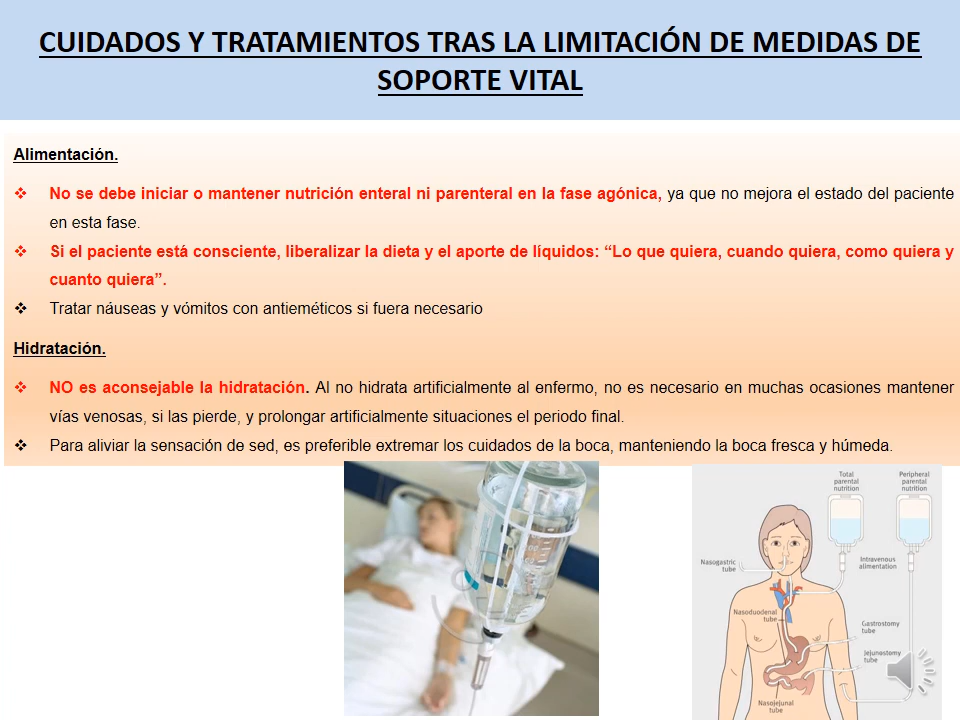 CUIDADOS Y TRATAMIENTOS TRAS LA LIMITACIÓN DE MEDIDAS DE
SOPORTE VITAL
Alimentación.
❖ No se debe iniciar o mantener nutrición enteral ni parenteral en la fase agónica, ya que no mejora el estado del paciente
en esta fase.
❖ Si el paciente está consciente, liberalizar la dieta y el aporte de líquidos: “Lo que quiera, cuando quiera, como quiera y
cuanto quiera”.
❖ Tratar náuseas y vómitos con antieméticos si fuera necesario
Hidratación.
❖ NO es aconsejable la hidratación. Al no hidrata artificialmente al enfermo, no es necesario en muchas ocasiones mantener
vías venosas, si las pierde, y prolongar artificialmente situaciones el periodo final.
❖ Para aliviar la sensación de sed, es preferible extremar los cuidados de la boca, manteniendo la boca fresca y húmeda.
Total
parental
nutrition
Peripheral
parental
nutrition
Nasogastric
tube
Intravenous
alimentation
Nasoduodenal
tube
Gastrostomy
tube
Jejunostomy
tube
Nasojejunal
tube